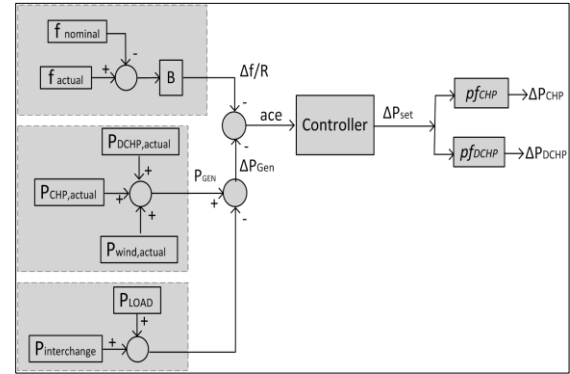 f nominal
-
+
f actual
B
Δf/R
-
ace
Controller
ΔPset
pfCHP
ΔPCHP
pfDCHP
ΔPDCHP
-
ΔPGen
PDCHP,actual
+
PCHP,actual
+
+
PGEN
+
-
Pwind,actual
PLOAD
+
Pinterchange
+